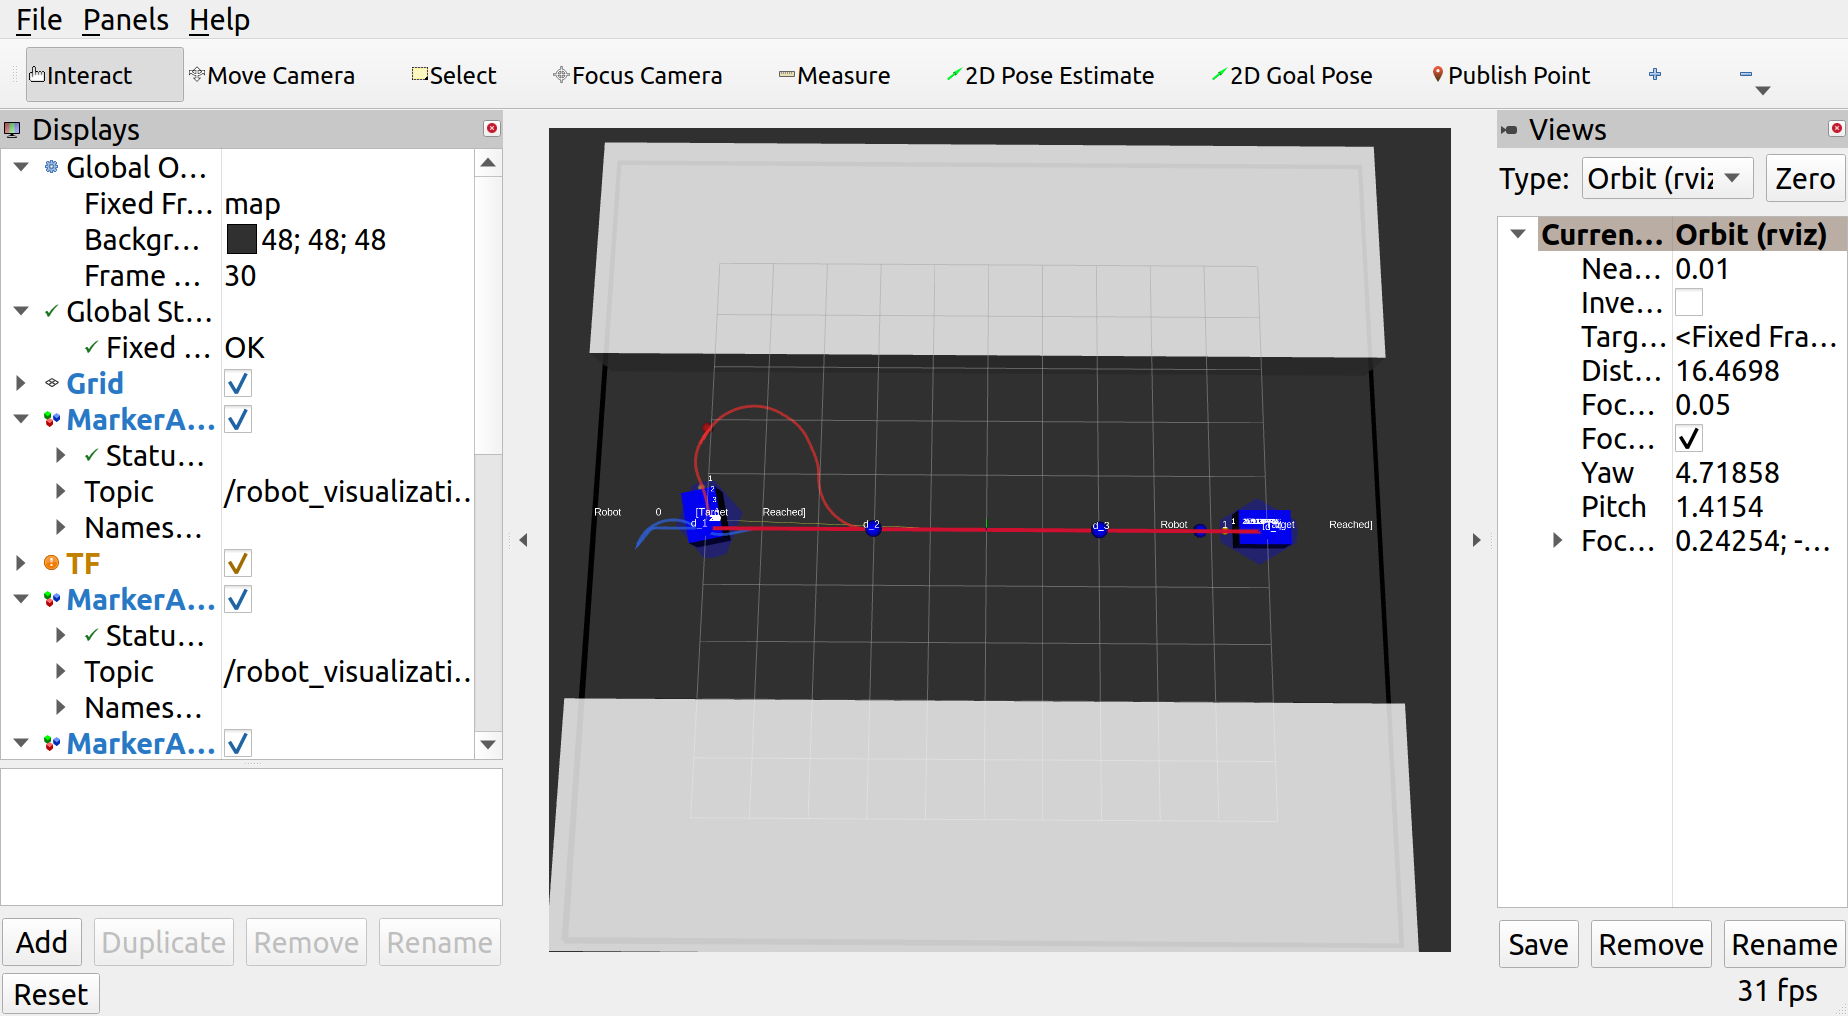 File Panels Help
Interact Move Camera Select Focus Camera Measure 2D Pose Estimate 2D Goal Pose Publish Point
Displays
Global O...
Fixed Fr... map
Backgr... 48; 48; 48
Frame ... 30
Global St...
Fixed ... OK
Grid
MarkerA...
Statu...
Topic /robot_visualizati..
Names...
TF
MarkerA...
Statu...
Topic /robot_visualizati..
Names...
MarkerA...
Add Duplicate Remove Rename
Reset
1
2
3
Robot 0 [Target Reached]
d_1 d_2 d_3
Robot 1 1 Reached]
Views
Type: Orbit (rviz Zero
Curren... Orbit (rviz)
Nea... 0.01
Inve...
Targ... <Fixed Fra...
Dist... 16.4698
Foc... 0.05
Foc...
Yaw 4.71858
Pitch 1.4154
Foc... 0.24254; -...
Save Remove Rename
31 fps